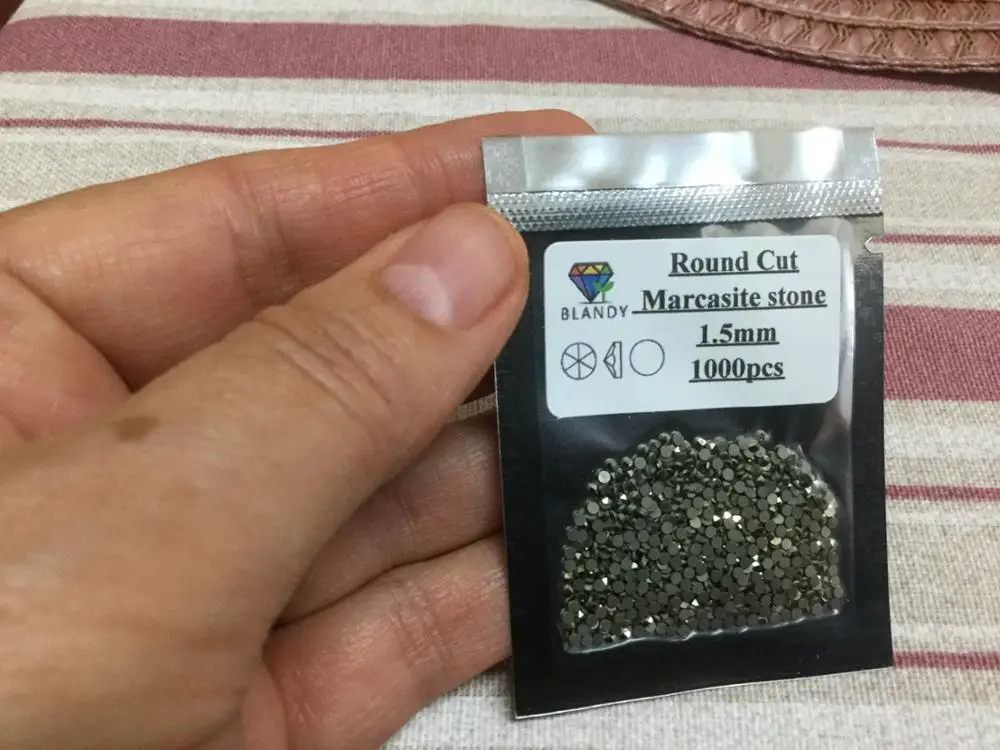 Round Cut
BLANDY Marcasite stone
1.5mm
1000pcs